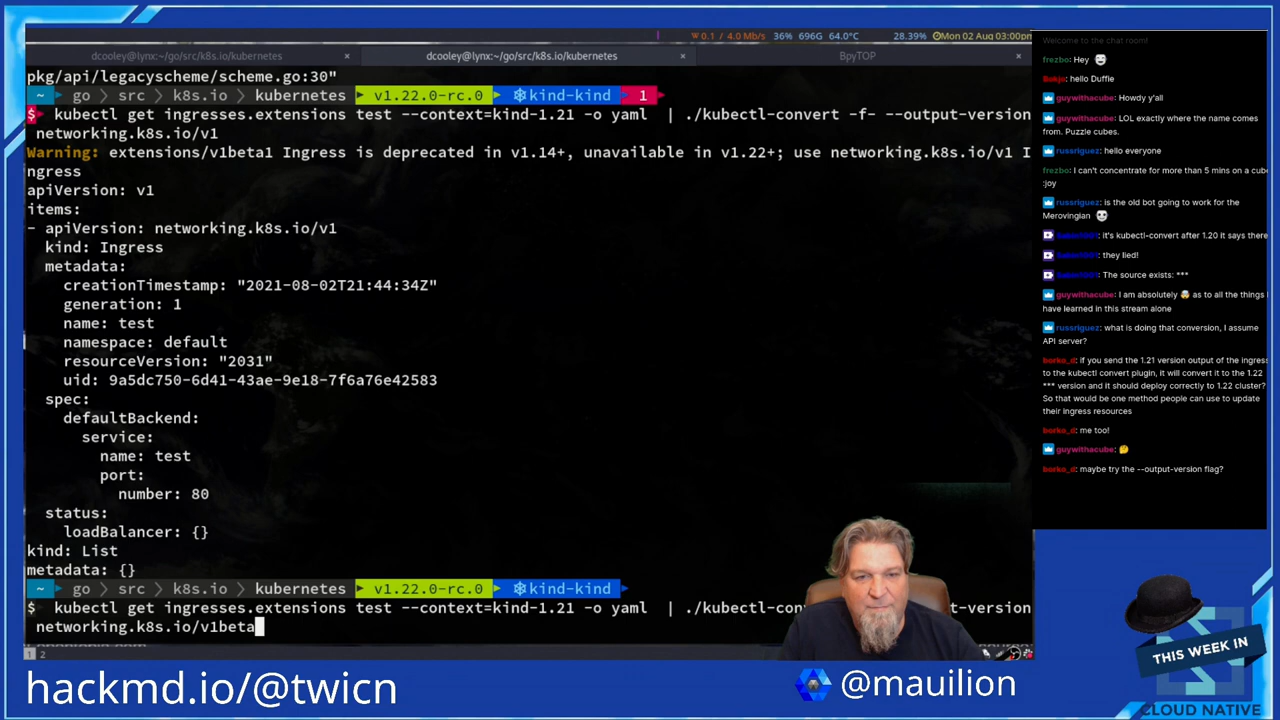 0.1 / 4.0 Mb/s 36% 696G 64.0°C 28.39% Mon 02 Aug 03:00pm
dcooley@lynx:~/go/src/k8s.io/kubernetes × dcooley@lynx:~/go/src/k8s.io/kubernetes × BpyTOP ×
pkg/api/legacyscheme/scheme.go:30"
~ go src k8s.io kubernetes v1.22.0-rc.0 kind-kind 1
$ kubectl get ingresses.extensions test --context=kind-1.21 -o yaml | ./kubectl-convert -f- --output-version
networking.k8s.io/v1
Warning: extensions/v1beta1 Ingress is deprecated in v1.14+, unavailable in v1.22+; use networking.k8s.io/v1 I
ngress
apiVersion: v1
items:
- apiVersion: networking.k8s.io/v1
kind: Ingress
metadata:
creationTimestamp: "2021-08-02T21:44:34Z"
generation: 1
name: test
namespace: default
resourceVersion: "2031"
uid: 9a5dc750-6d41-43ae-9e18-7f6a76e42583
spec:
defaultBackend:
service:
name: test
port:
number: 80
status:
loadBalancer: {}
kind: List
metadata: {}
~ go src k8s.io kubernetes v1.22.0-rc.0 kind-kind
$ kubectl get ingresses.extensions test --context=kind-1.21 -o yaml | ./kubectl-con t-version
networking.k8s.io/v1beta
1 2
Welcome to the chat room!
frezbo: Hey
hello Duffie
guywithacube: Howdy y'all
guywithacube: LOL exactly where the name comes
from. Puzzle cubes.
russriguez: hello everyone
frezbo: I can't concentrate for more than 5 mins on a cube
:joy
russriguez: is the old bot going to work for the
Merovingian
it's kubectl-convert after 1.20 it says there
they lied!
The source exists: ***
guywithacube: I am absolutely 🤯 as to all the things I
have learned in this stream alone
russriguez: what is doing that conversion, I assume
API server?
borko_d: if you send the 1.21 version output of the ingress
to the kubectl convert plugin, it will convert it to the 1.22
*** version and it should deploy correctly to 1.22 cluster?
So that would be one method people can use to update
their Ingress resources
borko_d: me too!
guywithacube: 🤔
borko_d: maybe try the --output-version flag?
THIS WEEK IN
CLOUD NATIVE
hackmd.io/@twicn
@mauilion